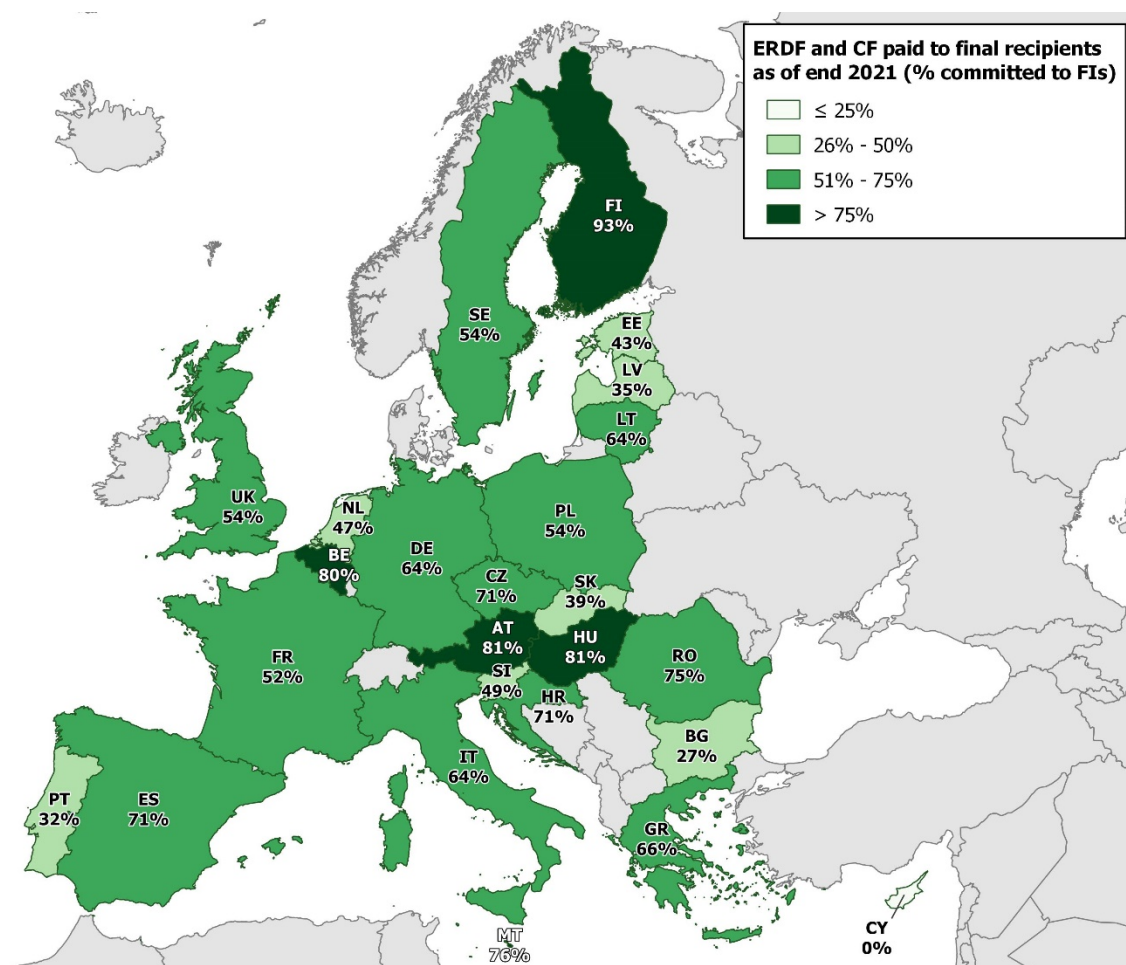 ERDF and CF paid to final recipients
as of end 2021 (% committed to FIs)
≤ 25%
26% - 50%
51% - 75%
> 75%
FI
93%
SE
54%
EE
43%
LV
35%
LT
64%
UK
54%
NL
47%
BE
80%
DE
64%
PL
54%
CZ
71%
SK
39%
AT
81%
HU
81%
FR
52%
SI
49%
HR
71%
RO
75%
BG
27%
IT
64%
PT
32%
ES
71%
GR
66%
MT
76%
CY
0%